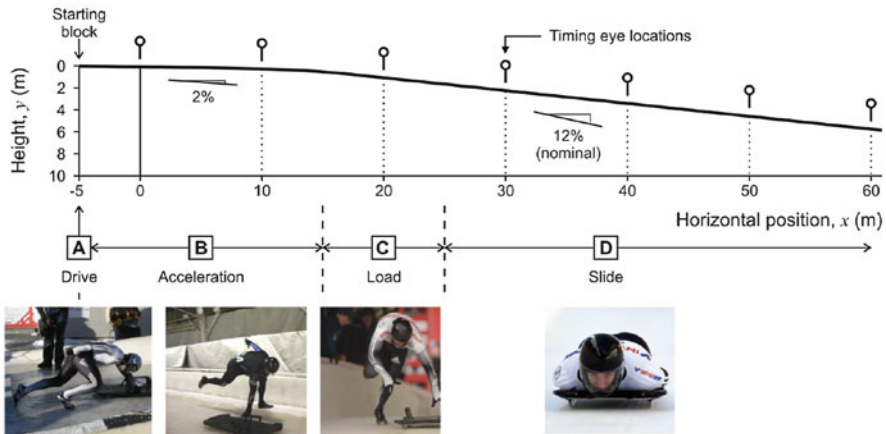 Starting
block
Timing eye locations
Height, y (m)
0
2
4
6
8
10
2%
12%
(nominal)
-5 0 10 20 30 40 50 60
Horizontal position, x (m)
A B C D
Drive Acceleration Load Slide